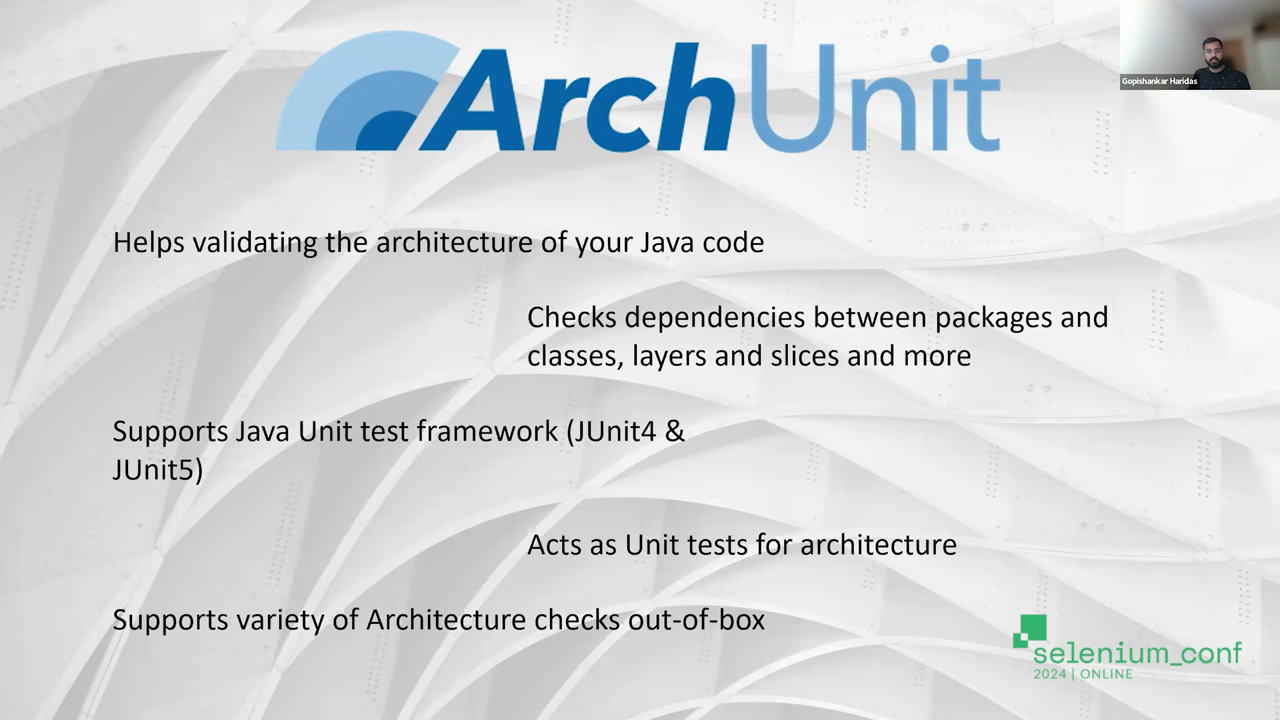 ArchUnit
Gopishankar Haridas
Helps validating the architecture of your Java code
Checks dependencies between packages and
classes, layers and slices and more
Supports Java Unit test framework (JUnit4 &
JUnit5)
Acts as Unit tests for architecture
Supports variety of Architecture checks out-of-box
selenium_conf
2024 | ONLINE